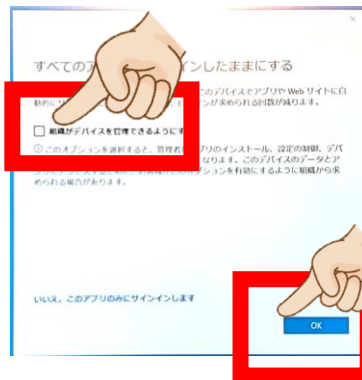 すべてのア インしたままにする
このデバイスでアプリや Web サイトに自
動的にサ インが求められる回数が減ります。
組織がデバイスを管理できるようにす
このオプションを選択すると、管理者は プリのインストール、設定の制御、デバ
なります。このデバイスのデータとア
オプションを有効にするように組織から求
められる場合があります。
いいえ、このアプリのみにサインインします
OK